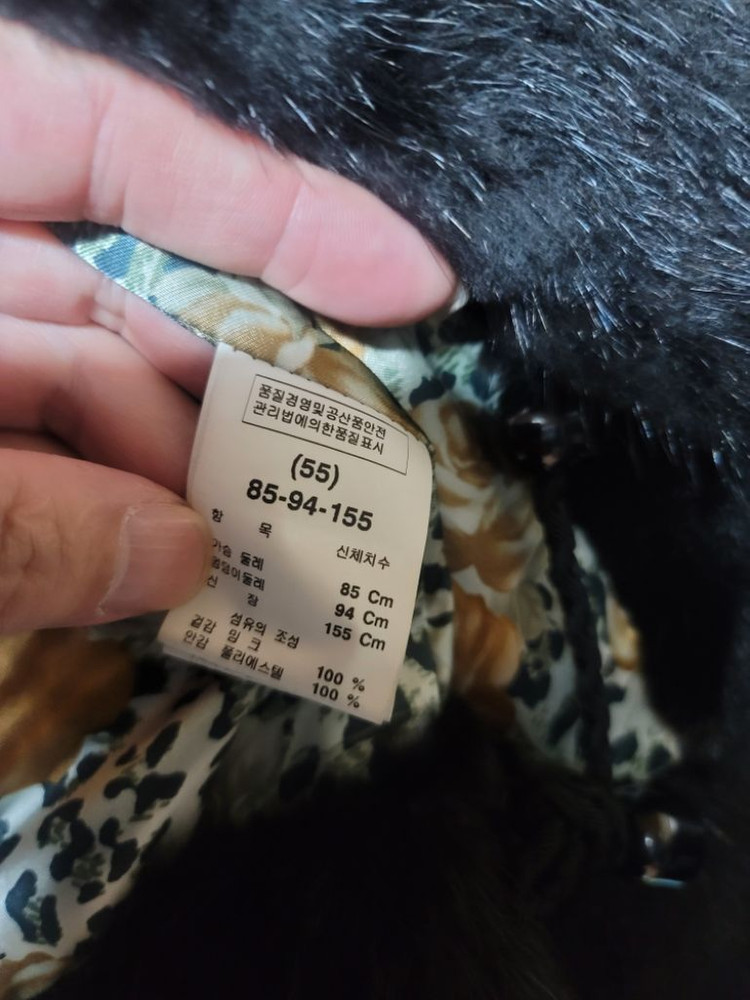 품질경영및공산품안전
관리법에의한품질표시
(55)
85-94-155
항 목 신체치수
가슴 둘레 85 Cm
엉덩이둘레 94 Cm
신 장 155 Cm
섬유의 조성
겉감 밍 크 100 %
안감 폴리에스텔 100 %